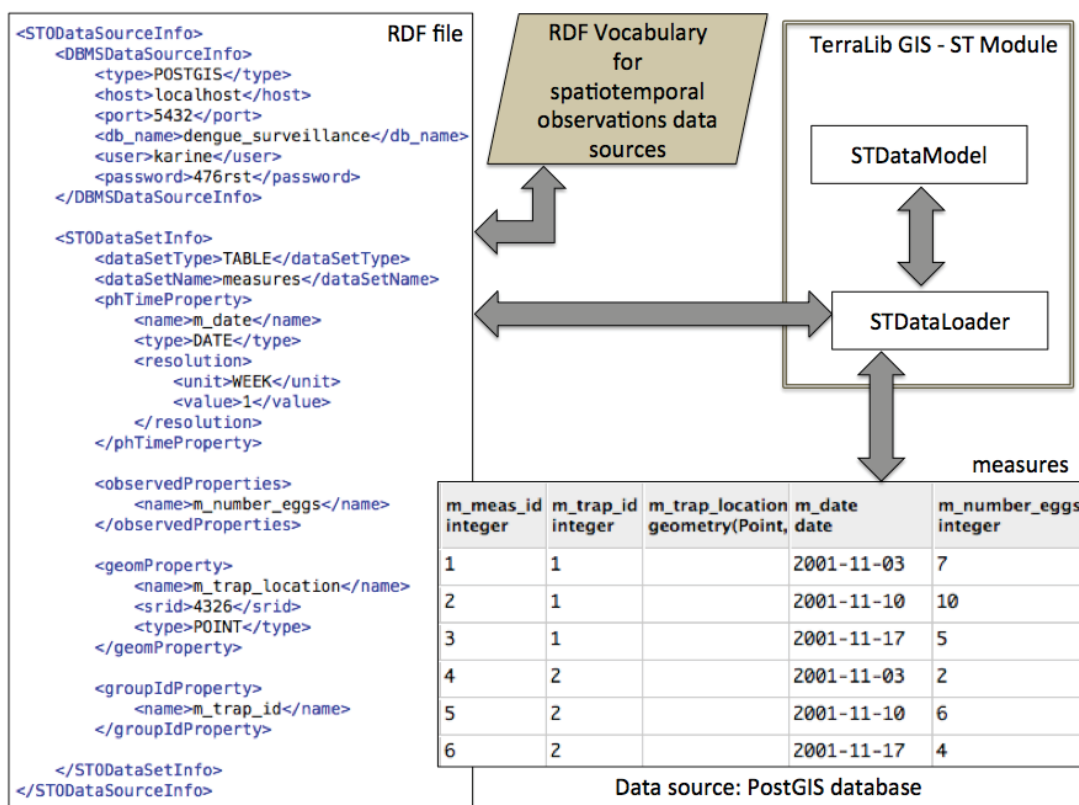 RDF file
<STODataSourceInfo>
<DBMSDataSourceInfo>
<type>POSTGIS</type>
<host>localhost</host>
<port>5432</port>
<db_name>dengue_surveillance</db_name>
<user>karine</user>
<password>476rst</password>
</DBMSDataSourceInfo>
<STODataSetInfo>
<dataSetType>TABLE</dataSetType>
<dataSetName>measures</dataSetName>
<phTimeProperty>
<name>m_date</name>
<type>DATE</type>
<resolution>
<unit>WEEK</unit>
<value>1</value>
</resolution>
</phTimeProperty>
<observedProperties>
<name>m_number_eggs</name>
</observedProperties>
<geomProperty>
<name>m_trap_location</name>
<srid>4326</srid>
<type>POINT</type>
</geomProperty>
<groupIdProperty>
<name>m_trap_id</name>
</groupIdProperty>
</STODataSetInfo>
</STODataSourceInfo>
RDF Vocabulary
for
spatiotemporal
observations data
sources
TerraLib GIS - ST Module
STDataModel
STDataLoader
measures
m_meas_id m_trap_id m_trap_location m_date m_number_eggs
integer integer geometry(Point, date integer
1 1 2001-11-03 7
2 1 2001-11-10 10
3 1 2001-11-17 5
4 2 2001-11-03 2
5 2 2001-11-10 6
6 2 2001-11-17 4
Data source: PostGIS database